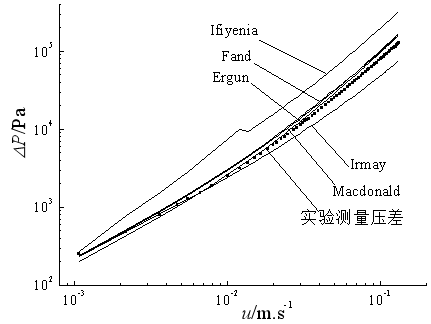 Ifiyenia
Fand
Ergun
Irmay
Macdonald
实验测量压差
ΔP/Pa
10⁵
10⁴
10³
10²
10⁻³
10⁻²
10⁻¹
u/m.s⁻¹